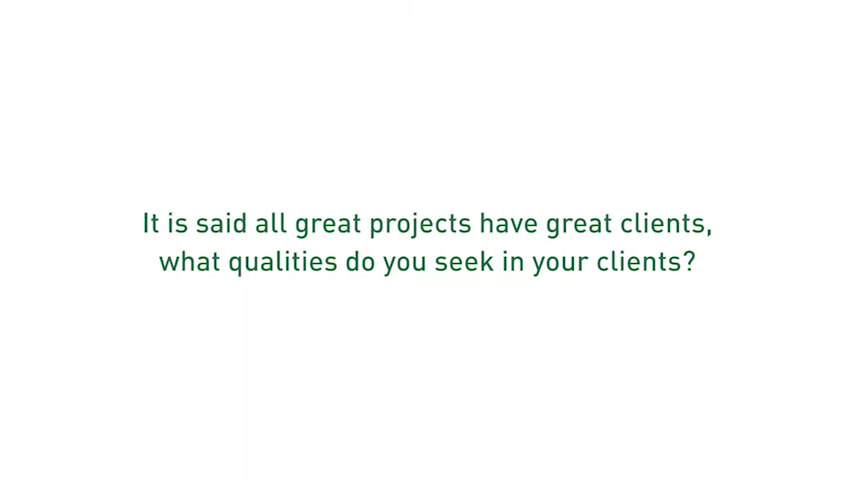 It is said all great projects have great clients,
what qualities do you seek in your clients?